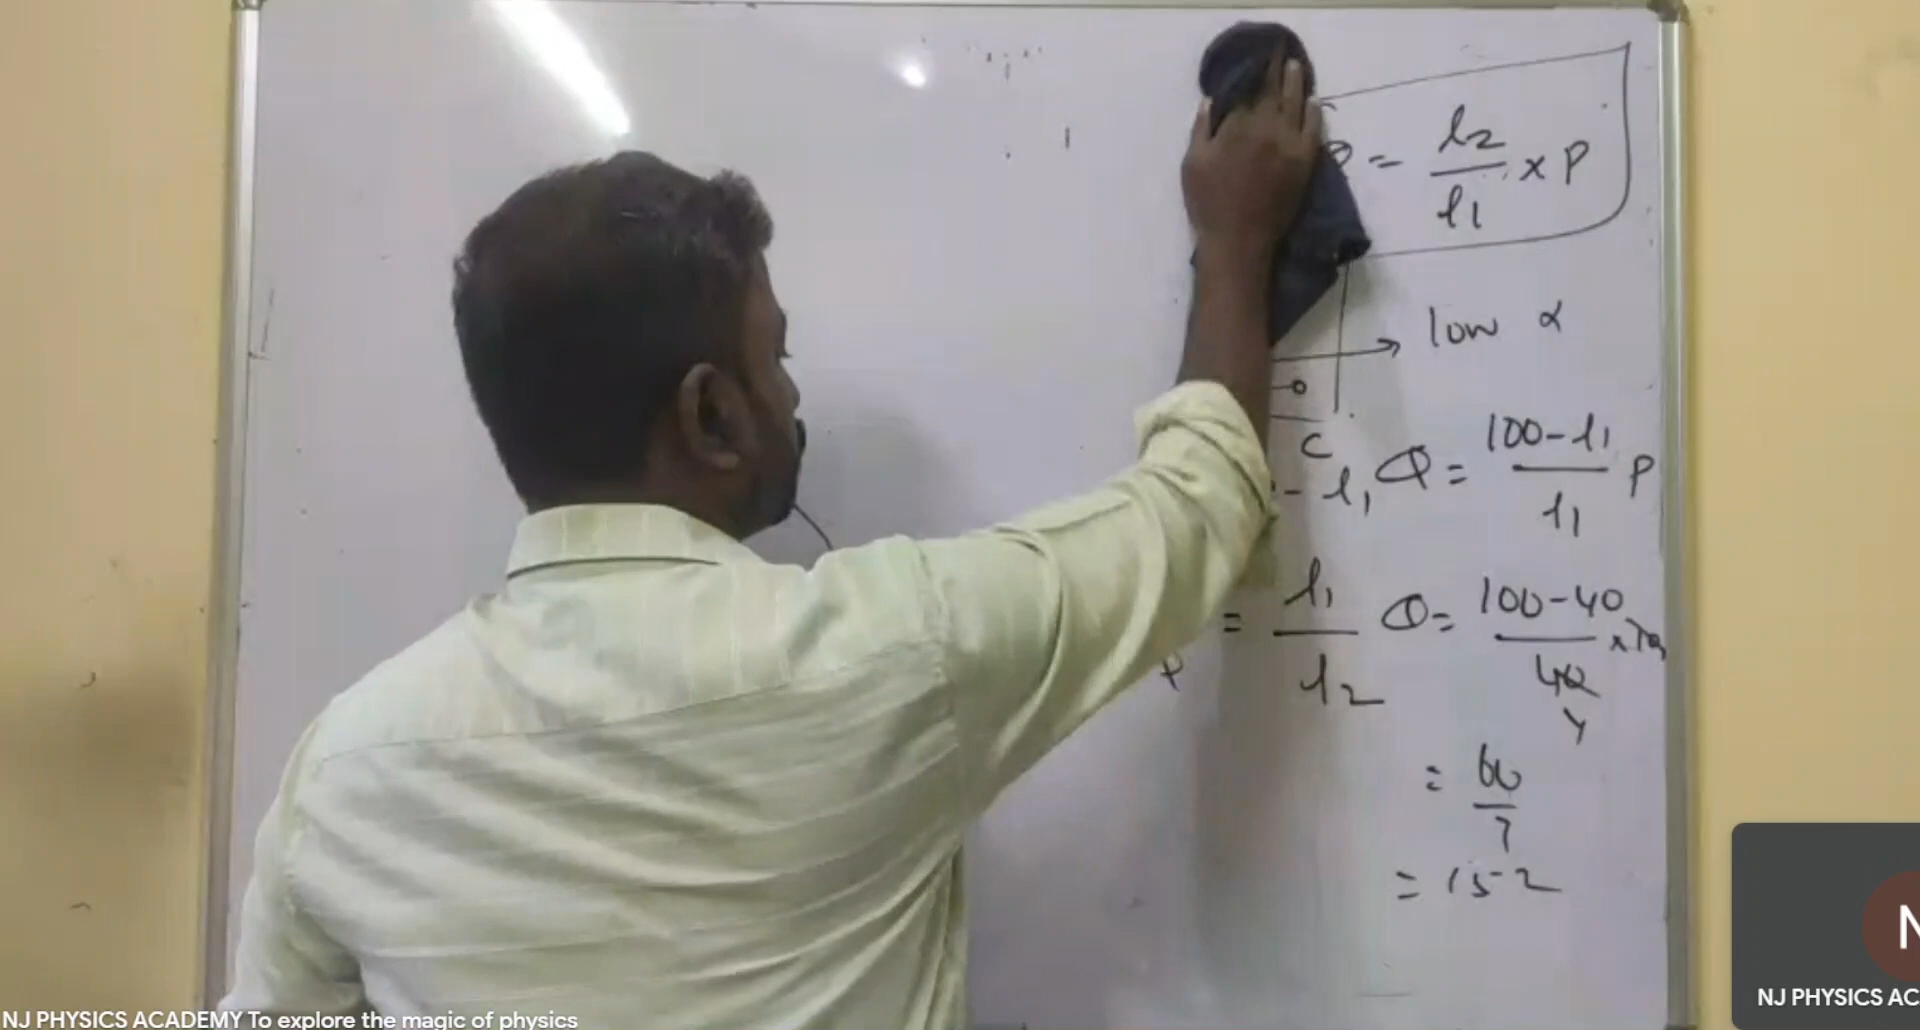 = l2/l1 x P
low α
C
- l1 Q = 100-l1/l1 P
= l1/l2 Q = 100-40/40
= 60/
= 15 2
NJ PHYSICS AC
NJ PHYSICS ACADEMY To explore the magic of physics